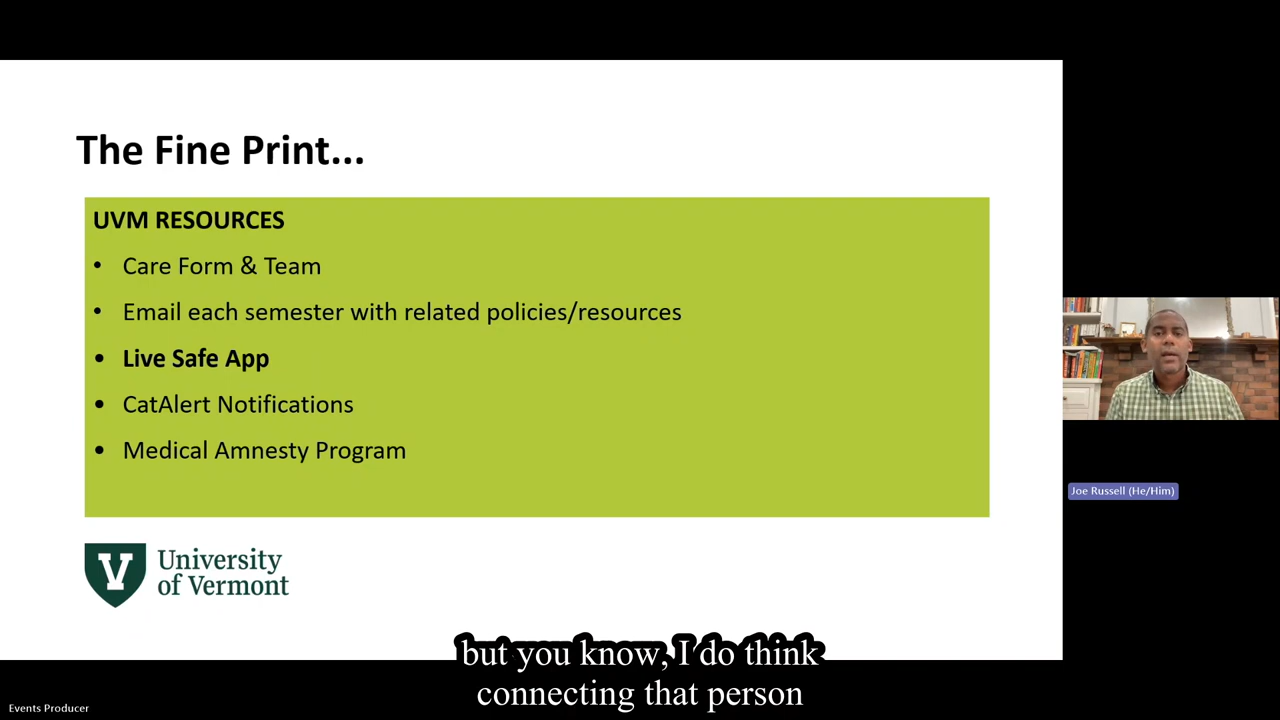 The Fine Print...
UVM RESOURCES
• Care Form & Team
• Email each semester with related policies/resources
• Live Safe App
• CatAlert Notifications
• Medical Amnesty Program
V
University
of Vermont
Joe Russell (He/Him)
but you know, I do think
connecting that person
Events Producer